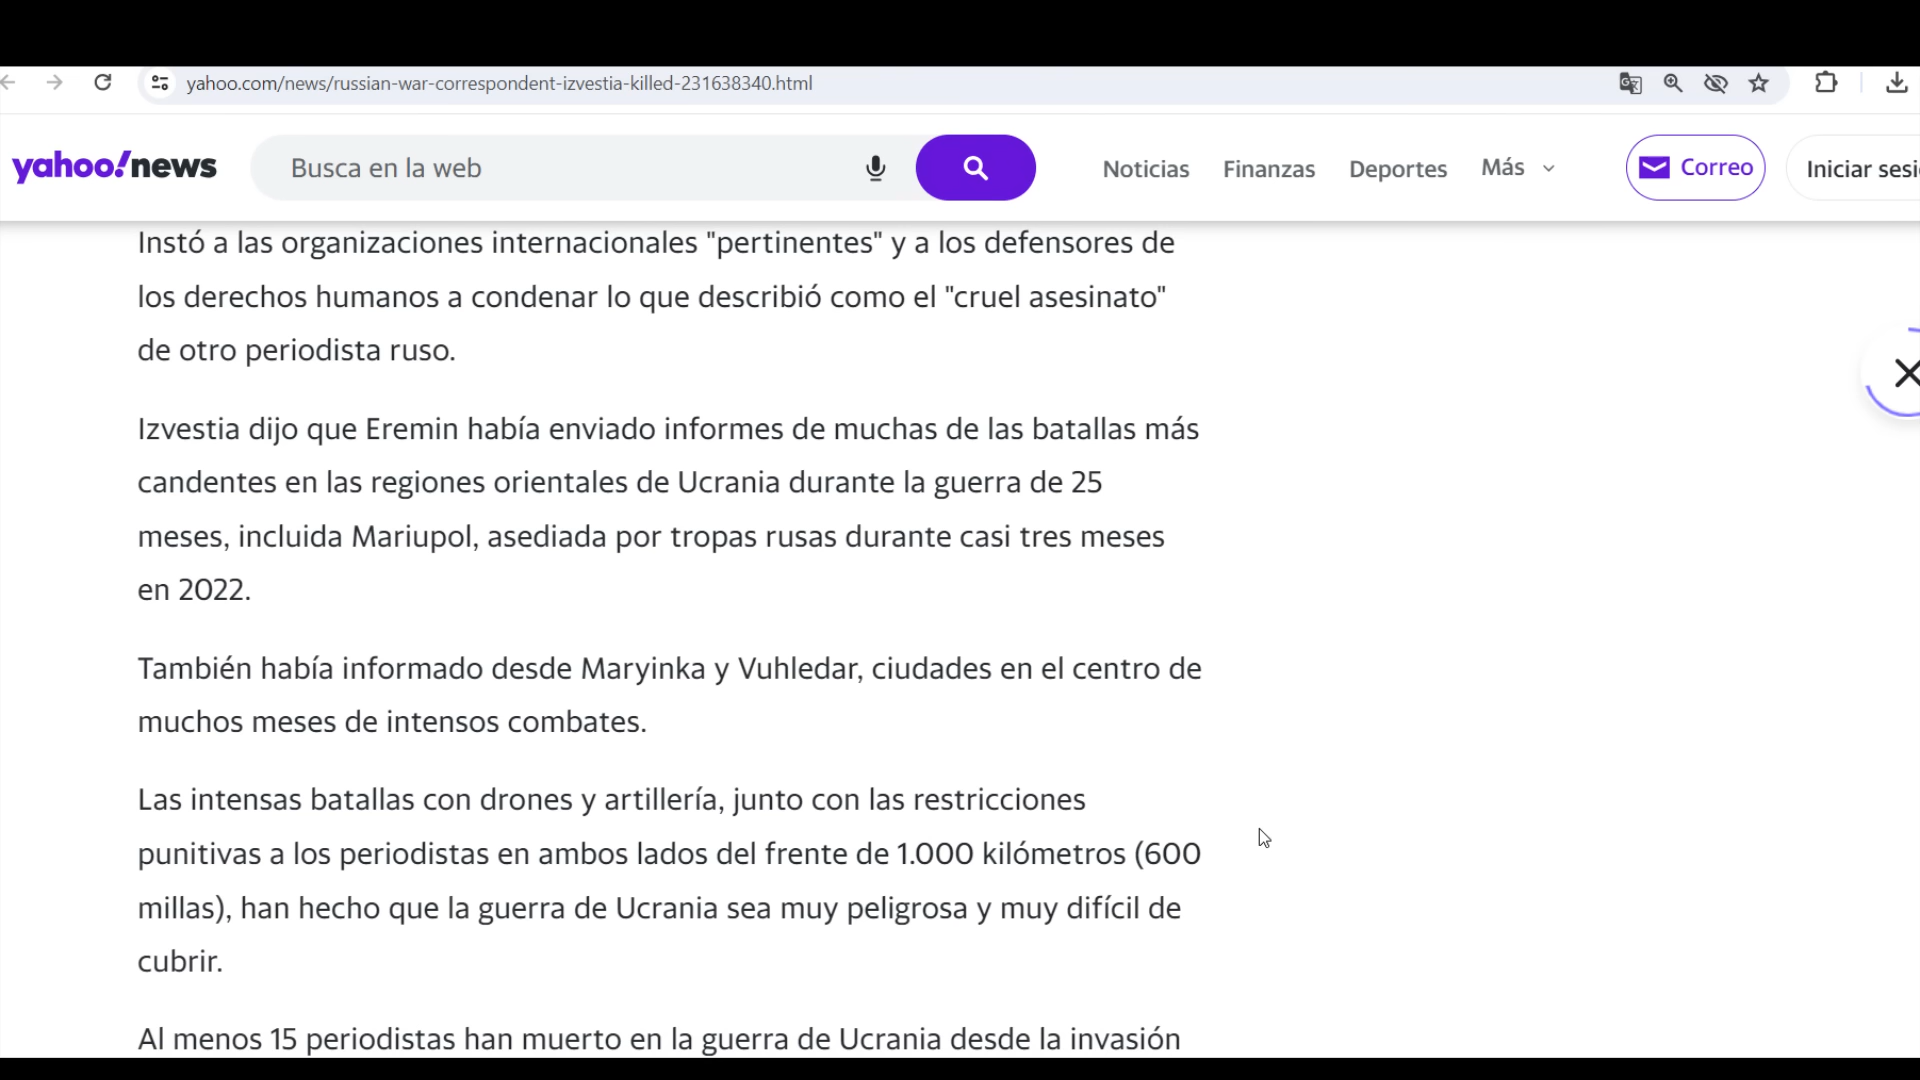 yahoo.com/news/russian-war-correspondent-izvestia-killed-231638340.html
yahoo!news
Busca en la web
Noticias
Finanzas
Deportes
Más
Correo
Iniciar sesi
Instó a las organizaciones internacionales "pertinentes" y a los defensores de
los derechos humanos a condenar lo que describió como el "cruel asesinato"
de otro periodista ruso.
Izvestia dijo que Eremin había enviado informes de muchas de las batallas más
candentes en las regiones orientales de Ucrania durante la guerra de 25
meses, incluida Mariupol, asediada por tropas rusas durante casi tres meses
en 2022.
También había informado desde Maryinka y Vuhledar, ciudades en el centro de
muchos meses de intensos combates.
Las intensas batallas con drones y artillería, junto con las restricciones
punitivas a los periodistas en ambos lados del frente de 1.000 kilómetros (600
millas), han hecho que la guerra de Ucrania sea muy peligrosa y muy difícil de
cubrir.
Al menos 15 periodistas han muerto en la guerra de Ucrania desde la invasión